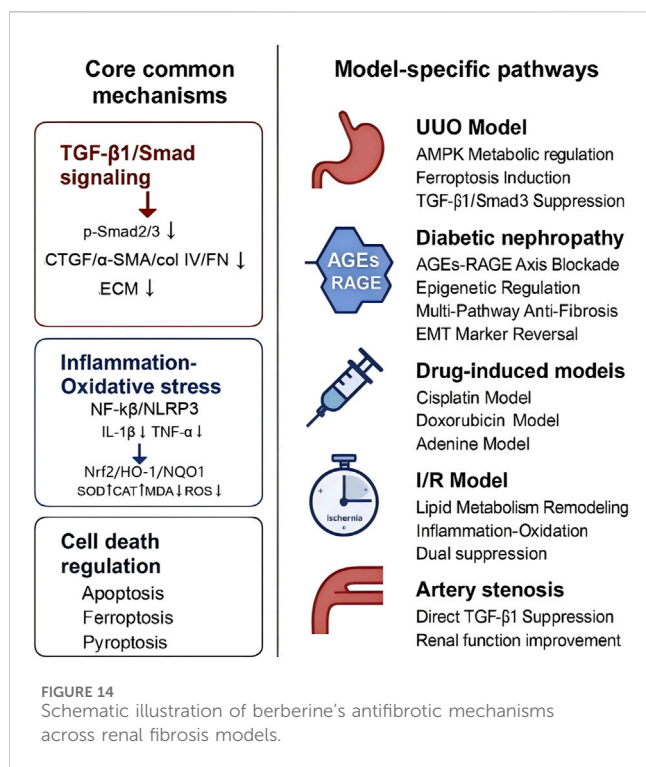 Core common
mechanisms
TGF-β1/Smad
signaling
p-Smad2/3 ↓
CTGF/α-SMA/col IV/FN ↓
ECM ↓
Inflammation-
Oxidative stress
NF-kβ/NLRP3
IL-1β ↓ TNF-α ↓
Nrf2/HO-1/NQO1
SOD↑CAT↑MDA↓ROS↓
Cell death
regulation
Apoptosis
Ferroptosis
Pyroptosis
Model-specific pathways
UUO Model
AMPK Metabolic regulation
Ferroptosis Induction
TGF-β1/Smad3 Suppression
AGEs
RAGE
Diabetic nephropathy
AGEs-RAGE Axis Blockade
Epigenetic Regulation
Multi-Pathway Anti-Fibrosis
EMT Marker Reversal
Drug-induced models
Cisplatin Model
Doxorubicin Model
Adenine Model
Ischernia
I/R Model
Lipid Metabolism Remodeling
Inflammation-Oxidation
Dual suppression
Artery stenosis
Direct TGF-β1 Suppression
Renal function improvement
FIGURE 14
Schematic illustration of berberine's antifibrotic mechanisms
across renal fibrosis models.